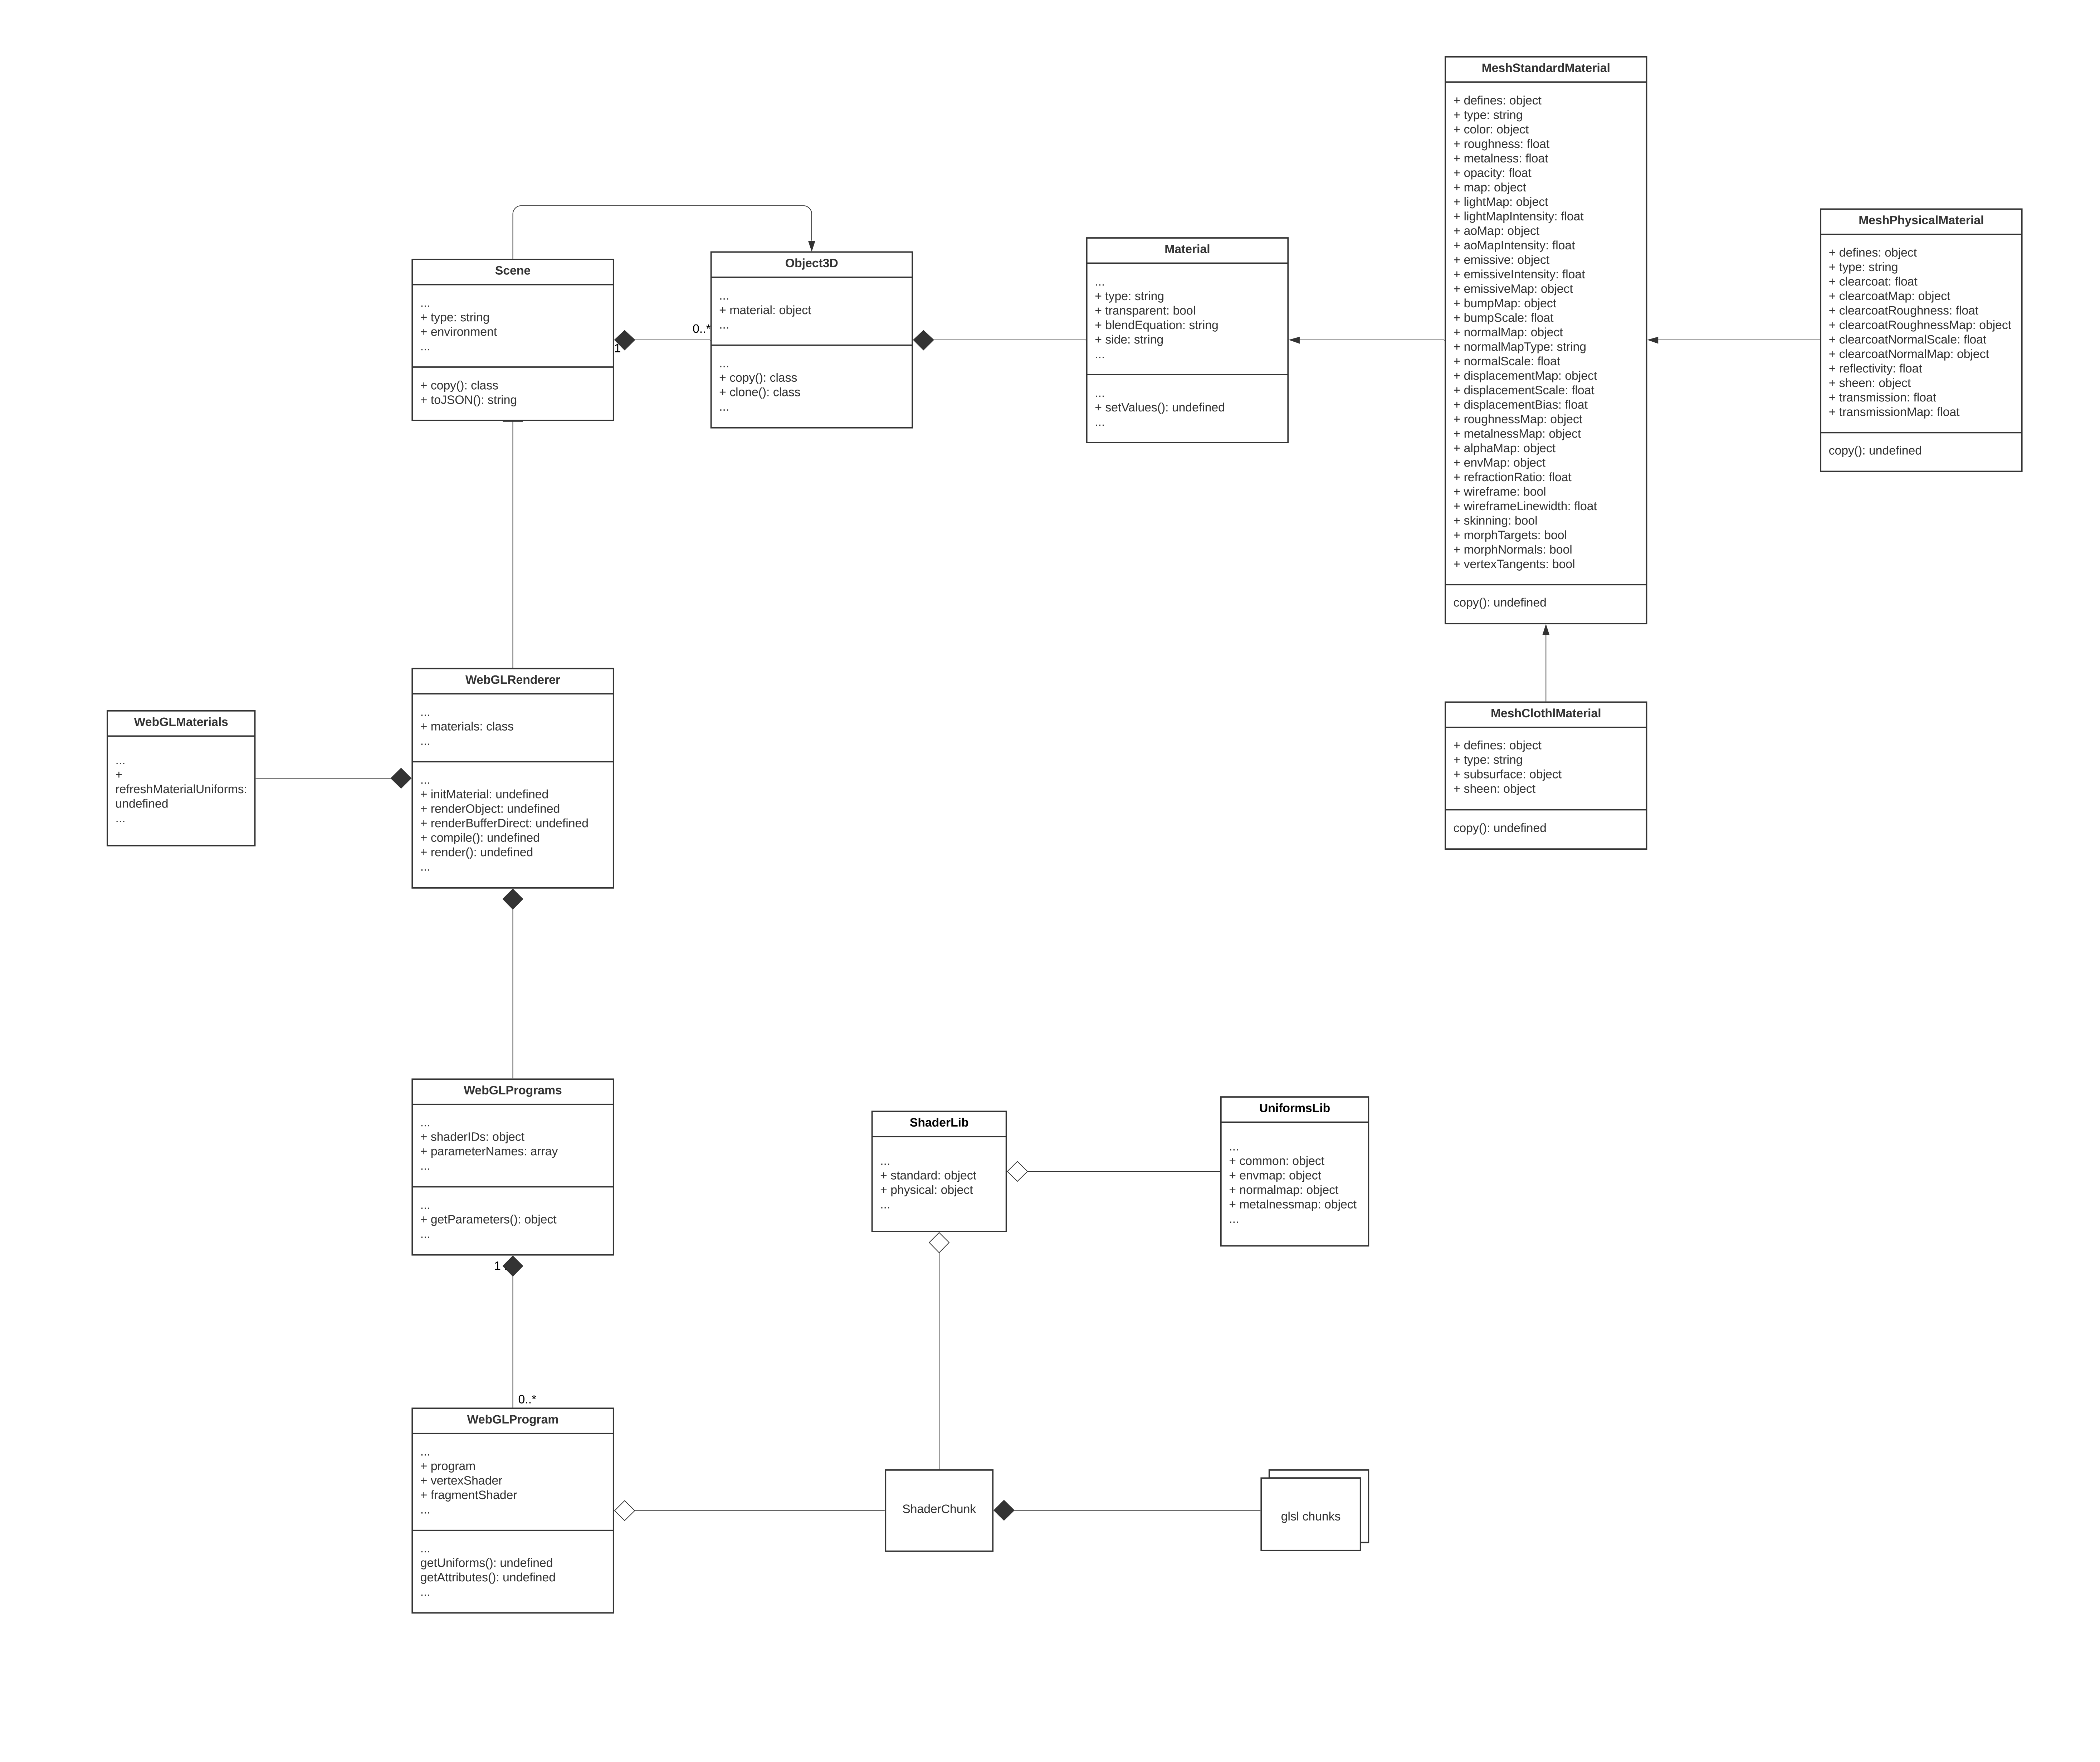 MeshStandardMaterial
+ defines: object
+ type: string
+ color: object
+ roughness: float
+ metalness: float
+ opacity: float
+ map: object
+ lightMap: object
+ lightMapIntensity: float
+ aoMap: object
+ aoMapIntensity: float
+ emissive: object
+ emissiveIntensity: float
+ emissiveMap: object
+ bumpMap: object
+ bumpScale: float
+ normalMap: object
+ normalMapType: string
+ normalScale: float
+ displacementMap: object
+ displacementScale: float
+ displacementBias: float
+ roughnessMap: object
+ metalnessMap: object
+ alphaMap: object
+ envMap: object
+ refractionRatio: float
+ wireframe: bool
+ wireframeLinewidth: float
+ skinning: bool
+ morphTargets: bool
+ morphNormals: bool
+ vertexTangents: bool
copy(): undefined
MeshPhysicalMaterial
+ defines: object
+ type: string
+ clearcoat: float
+ clearcoatMap: object
+ clearcoatRoughness: float
+ clearcoatRoughnessMap: object
+ clearcoatNormalScale: float
+ clearcoatNormalMap: object
+ reflectivity: float
+ sheen: object
+ transmission: float
+ transmissionMap: float
copy(): undefined
Scene
...
+ type: string
+ environment
...
+ copy(): class
+ toJSON(): string
1
0..*
Object3D
...
+ material: object
...
...
+ copy(): class
+ clone(): class
...
Material
...
+ type: string
+ transparent: bool
+ blendEquation: string
+ side: string
...
...
+ setValues(): undefined
...
WebGLMaterials
...
+
refreshMaterialUniforms:
undefined
...
WebGLRenderer
...
+ materials: class
...
...
+ initMaterial: undefined
+ renderObject: undefined
+ renderBufferDirect: undefined
+ compile(): undefined
+ render(): undefined
...
MeshClothlMaterial
+ defines: object
+ type: string
+ subsurface: object
+ sheen: object
copy(): undefined
WebGLPrograms
...
+ shaderIDs: object
+ parameterNames: array
...
...
+ getParameters(): object
...
1
0..*
ShaderLib
...
+ standard: object
+ physical: object
...
UniformsLib
...
+ common: object
+ envmap: object
+ normalmap: object
+ metalnessmap: object
...
WebGLProgram
...
+ program
+ vertexShader
+ fragmentShader
...
...
getUniforms(): undefined
getAttributes(): undefined
...
ShaderChunk
glsl chunks